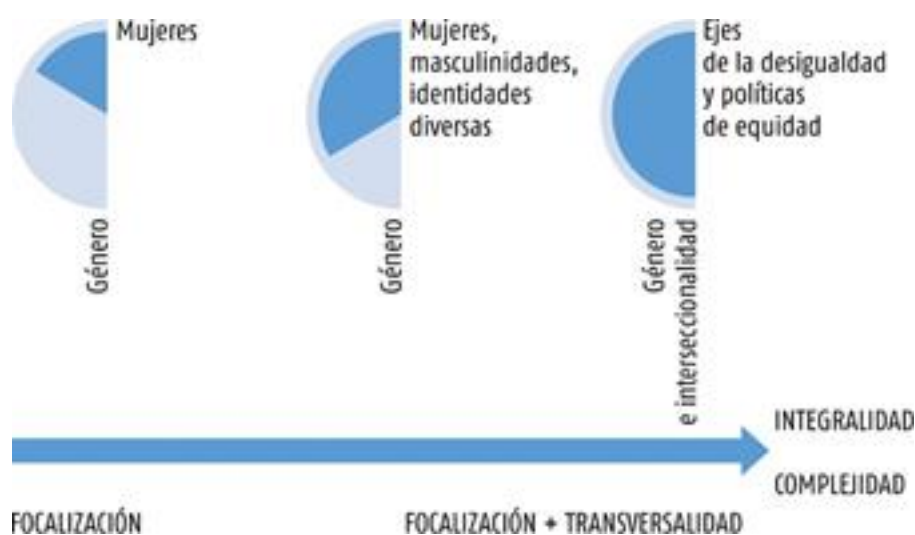 Mujeres
Mujeres,
masculinidades,
identidades
diversas
Ejes
de la desigualdad
y políticas
de equidad
Género
Género
Género
e interseccionalidad
INTEGRALIDAD
COMPLEJIDAD
FOCALIZACIÓN
FOCALIZACIÓN + TRANSVERSALIDAD